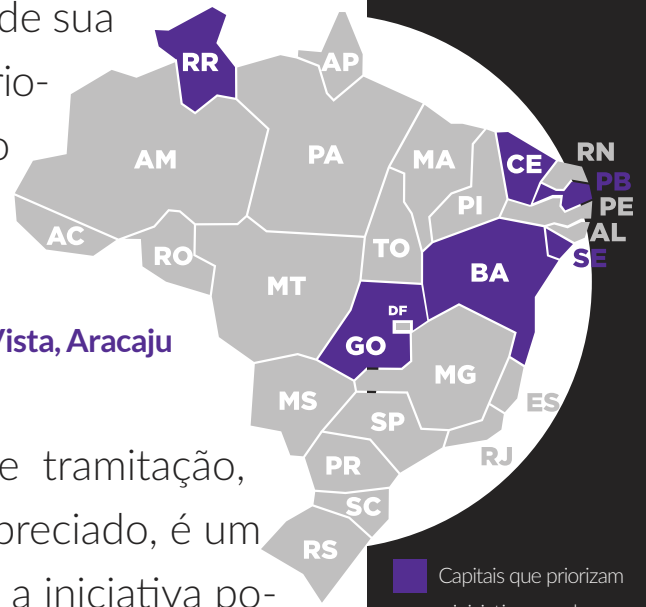 de sua
rio-
o
Vista, Aracaju
e tramitação,
preciado, é um
a iniciativa po-
RR
AP
AM
PA
MA
CE
RN
PB
PE
AL
SE
PI
AC
RO
TO
BA
MT
DF
GO
MG
ES
MS
SP
RJ
PR
SC
RS
Capitais que priorizam